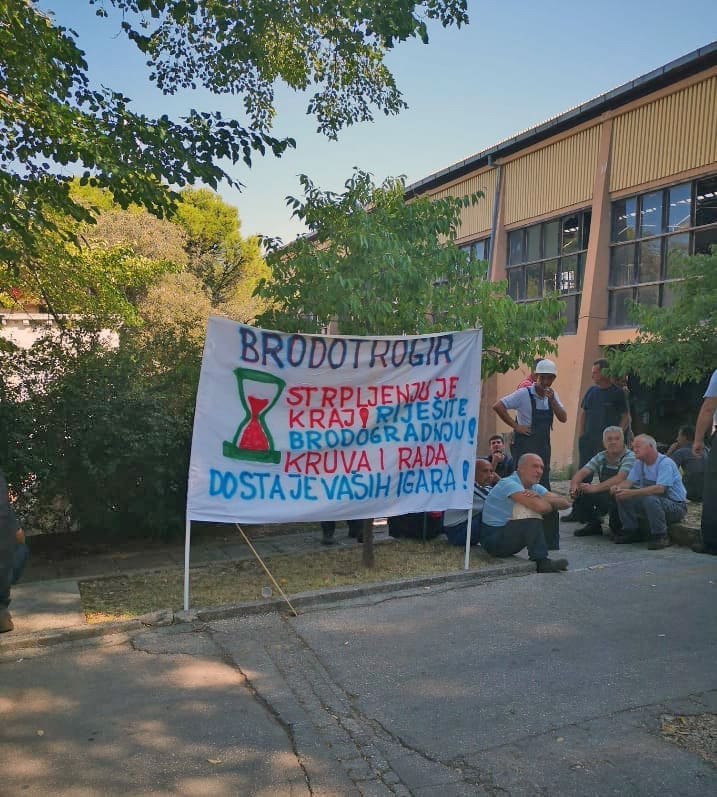 BRODOTROGIR
STRPLJENJU JE
KRAJ! RIJEŠITE
BRODOGRADNJU!
KRUVA I RADA
DOSTA JE VAŠIH IGARA!